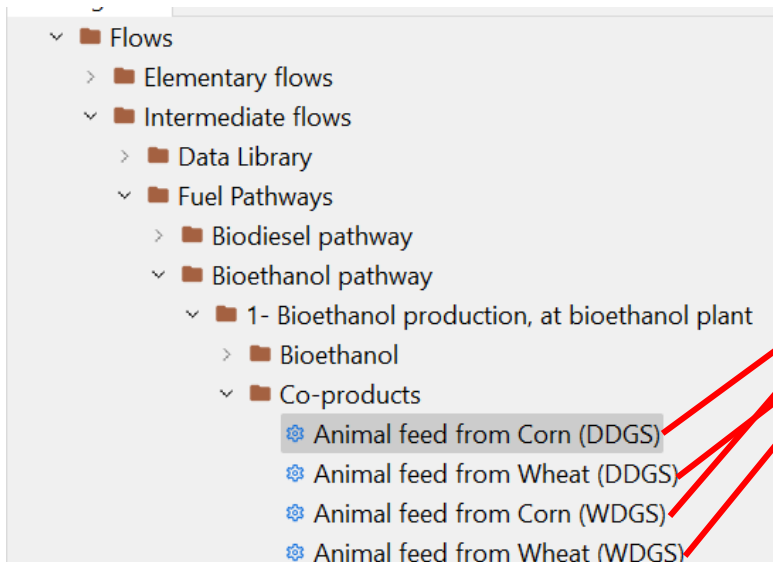 Flows
Elementary flows
Intermediate flows
Data Library
Fuel Pathways
Biodiesel pathway
Bioethanol pathway
1- Bioethanol production, at bioethanol plant
Bioethanol
Co-products
Animal feed from Corn (DDGS)
Animal feed from Wheat (DDGS)
Animal feed from Corn (WDGS)
Animal feed from Wheat (WDGS)